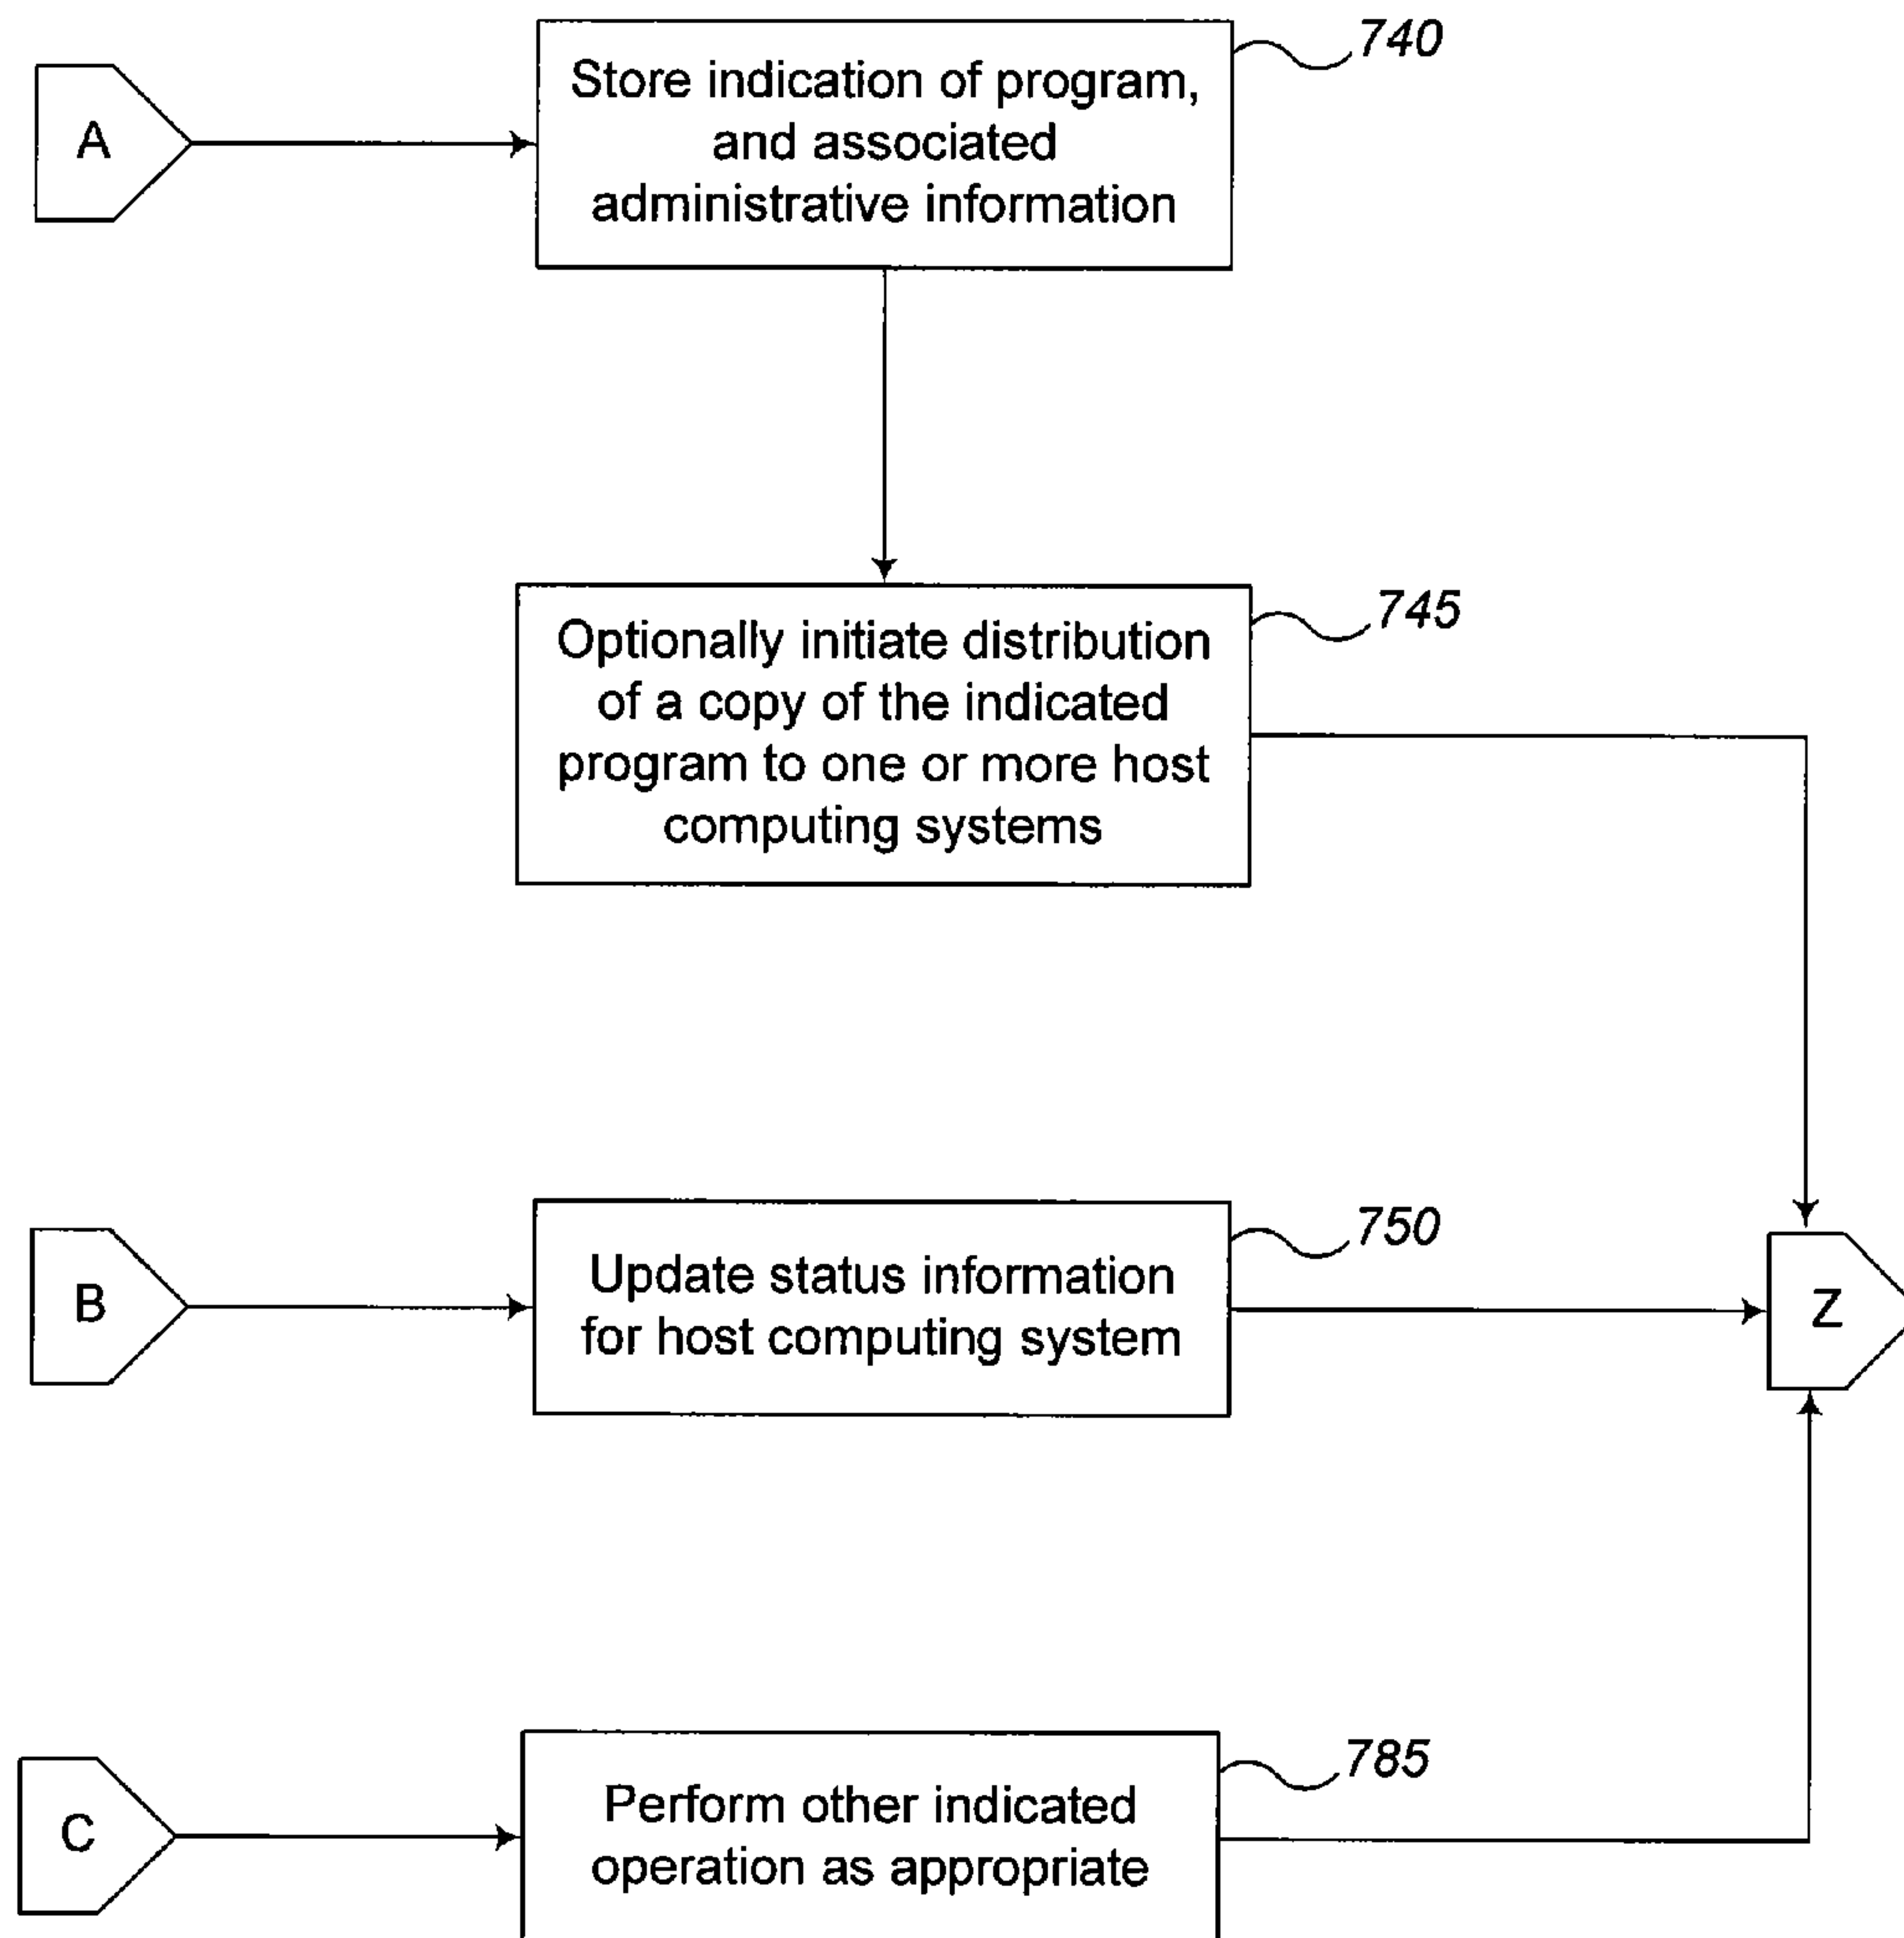 A
Store indication of program,
and associated
administrative information
740
Optionally initiate distribution
of a copy of the indicated
program to one or more host
computing systems
745
B
Update status information
for host computing system
750
Z
C
Perform other indicated
operation as appropriate
785